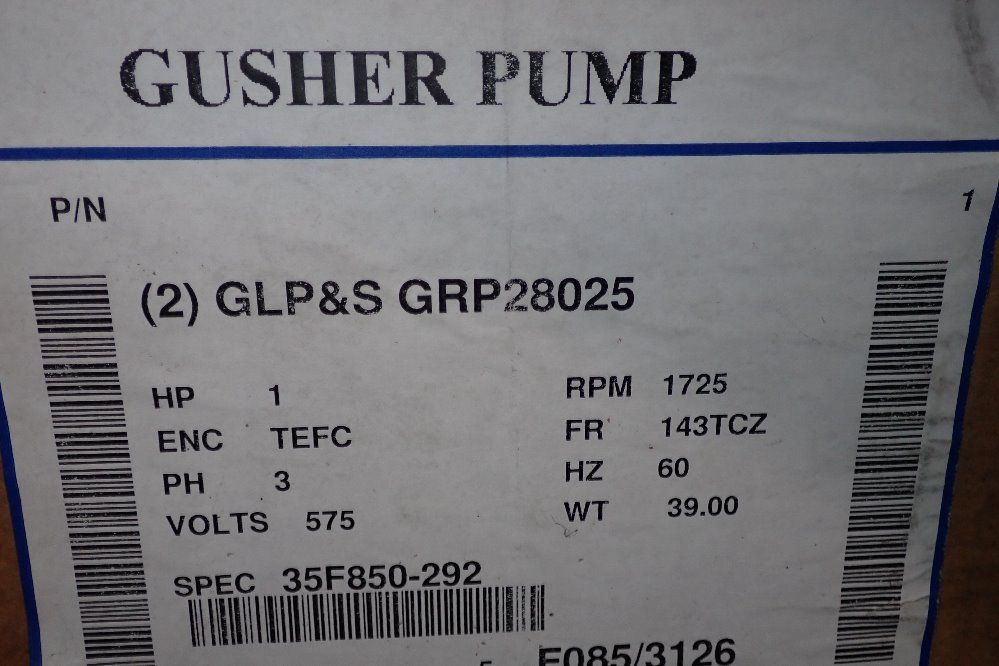 GUSHER PUMP
P/N 1
(2) GLP&S GRP28025
HP 1 RPM 1725
ENC TEFC FR 143TCZ
PH 3 HZ 60
VOLTS 575 WT 39.00
SPEC 35F850-292
F085/3126